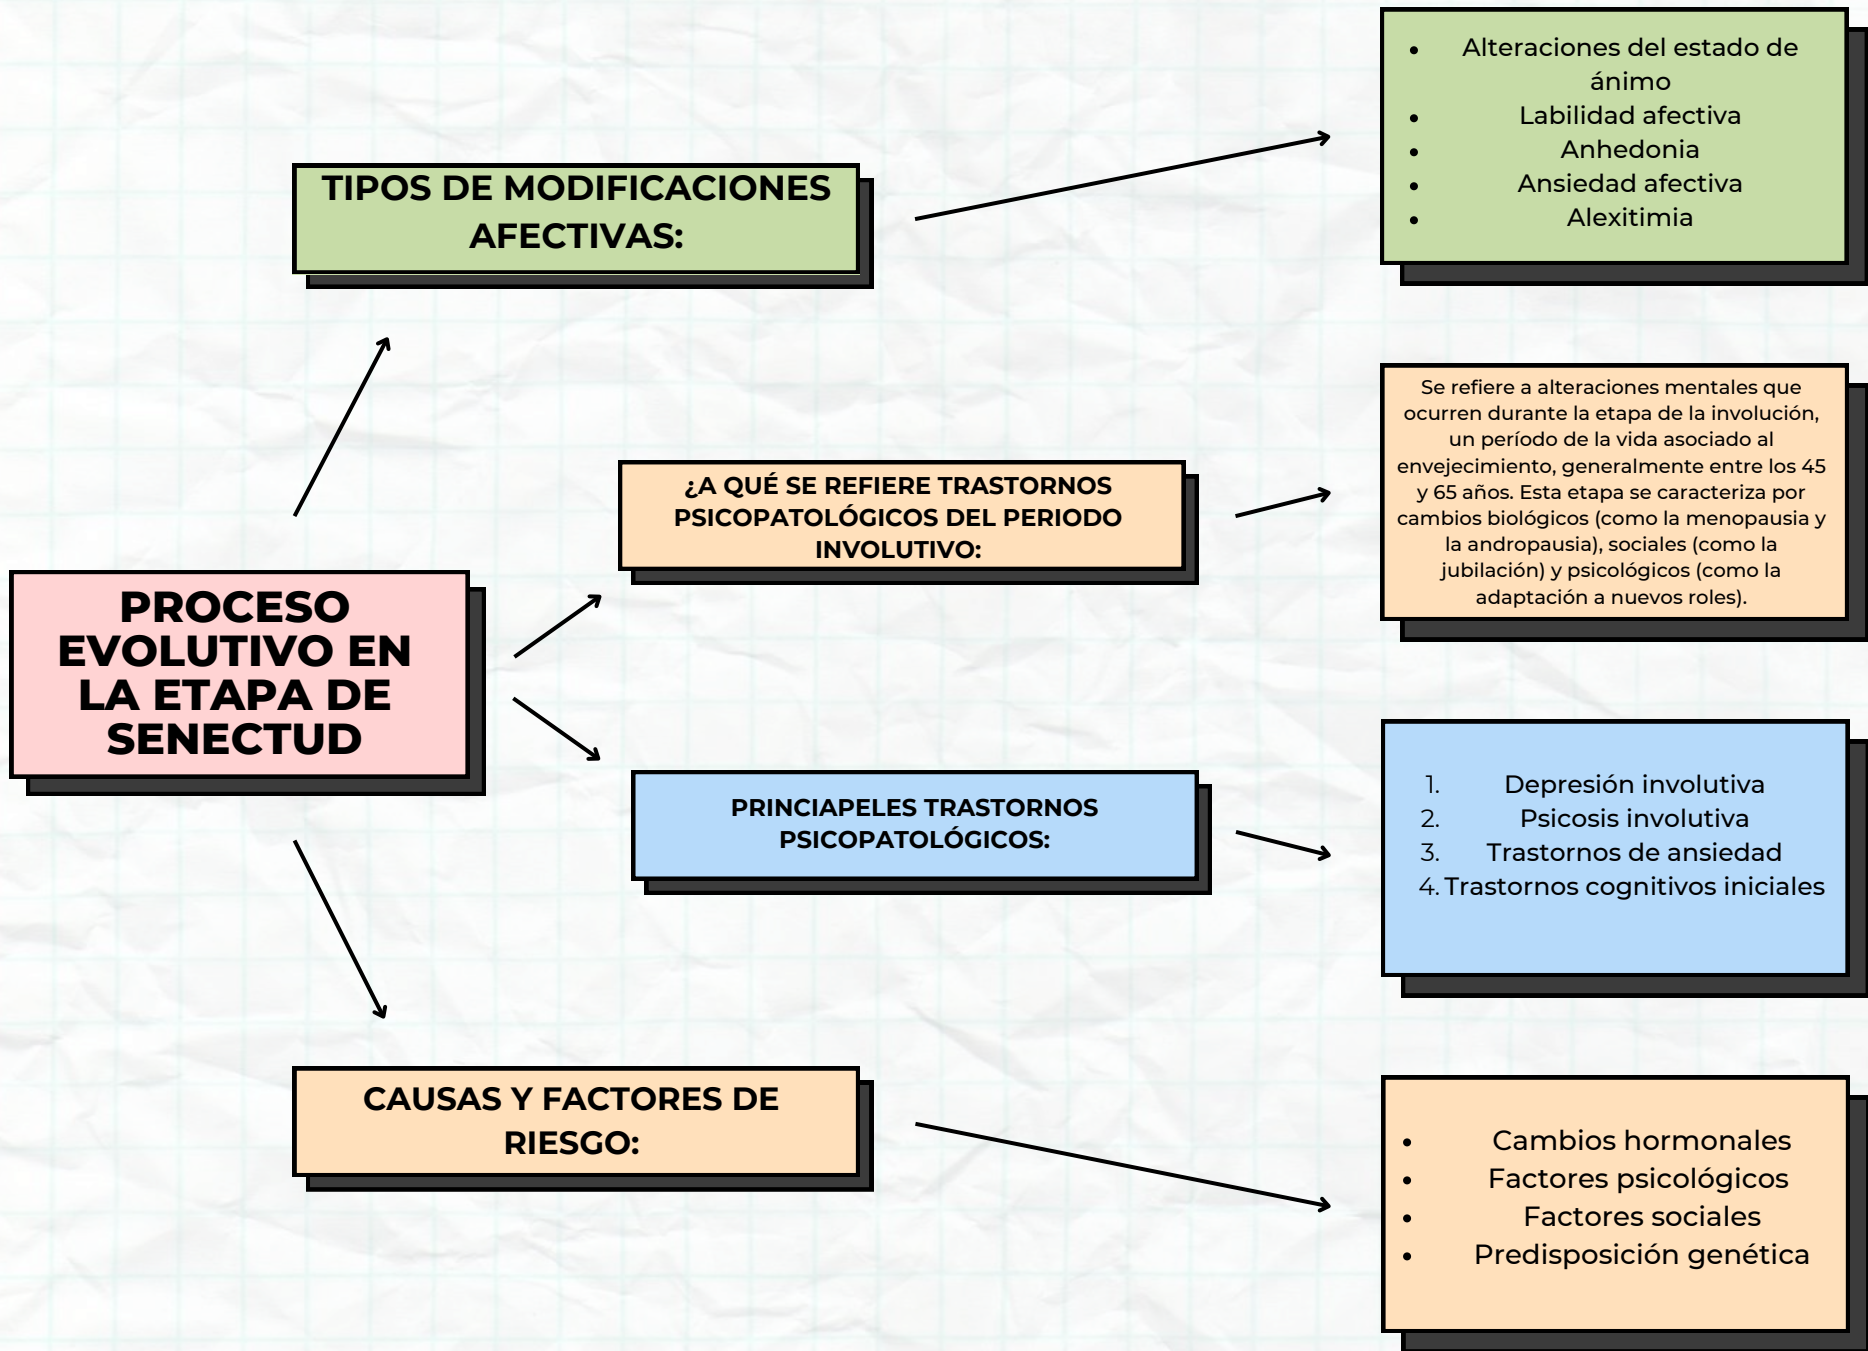 PROCESO
EVOLUTIVO EN
LA ETAPA DE
SENECTUD
TIPOS DE MODIFICACIONES
AFECTIVAS:
• Alteraciones del estado de
ánimo
• Labilidad afectiva
• Anhedonia
• Ansiedad afectiva
• Alexitimia
¿A QUÉ SE REFIERE TRASTORNOS
PSICOPATOLÓGICOS DEL PERIODO
INVOLUTIVO:
Se refiere a alteraciones mentales que
ocurren durante la etapa de la involución,
un período de la vida asociado al
envejecimiento, generalmente entre los 45
y 65 años. Esta etapa se caracteriza por
cambios biológicos (como la menopausia y
la andropausia), sociales (como la
jubilación) y psicológicos (como la
adaptación a nuevos roles).
PRINCIAPELES TRASTORNOS
PSICOPATOLÓGICOS:
1. Depresión involutiva
2. Psicosis involutiva
3. Trastornos de ansiedad
4. Trastornos cognitivos iniciales
CAUSAS Y FACTORES DE
RIESGO:
• Cambios hormonales
• Factores psicológicos
• Factores sociales
• Predisposición genética